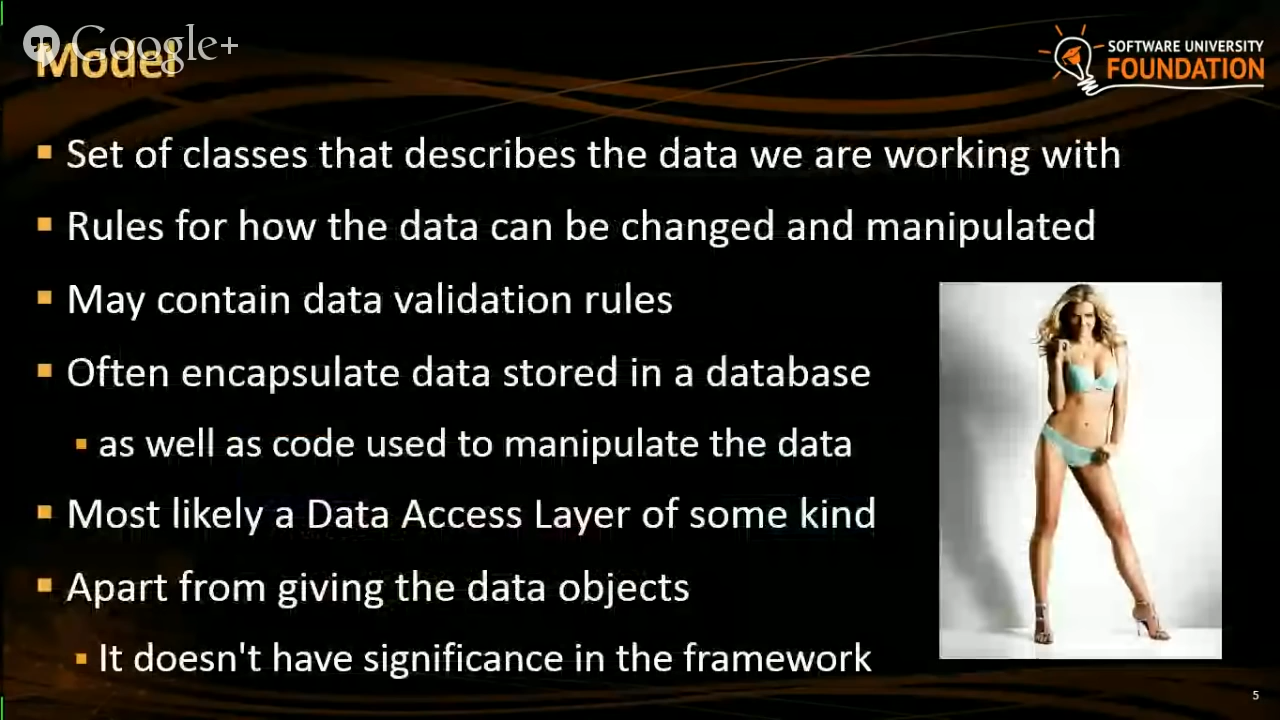 Google+
Model
SOFTWARE UNIVERSITY
FOUNDATION
Set of classes that describes the data we are working with
Rules for how the data can be changed and manipulated
May contain data validation rules
Often encapsulate data stored in a database
as well as code used to manipulate the data
Most likely a Data Access Layer of some kind
Apart from giving the data objects
It doesn't have significance in the framework
5